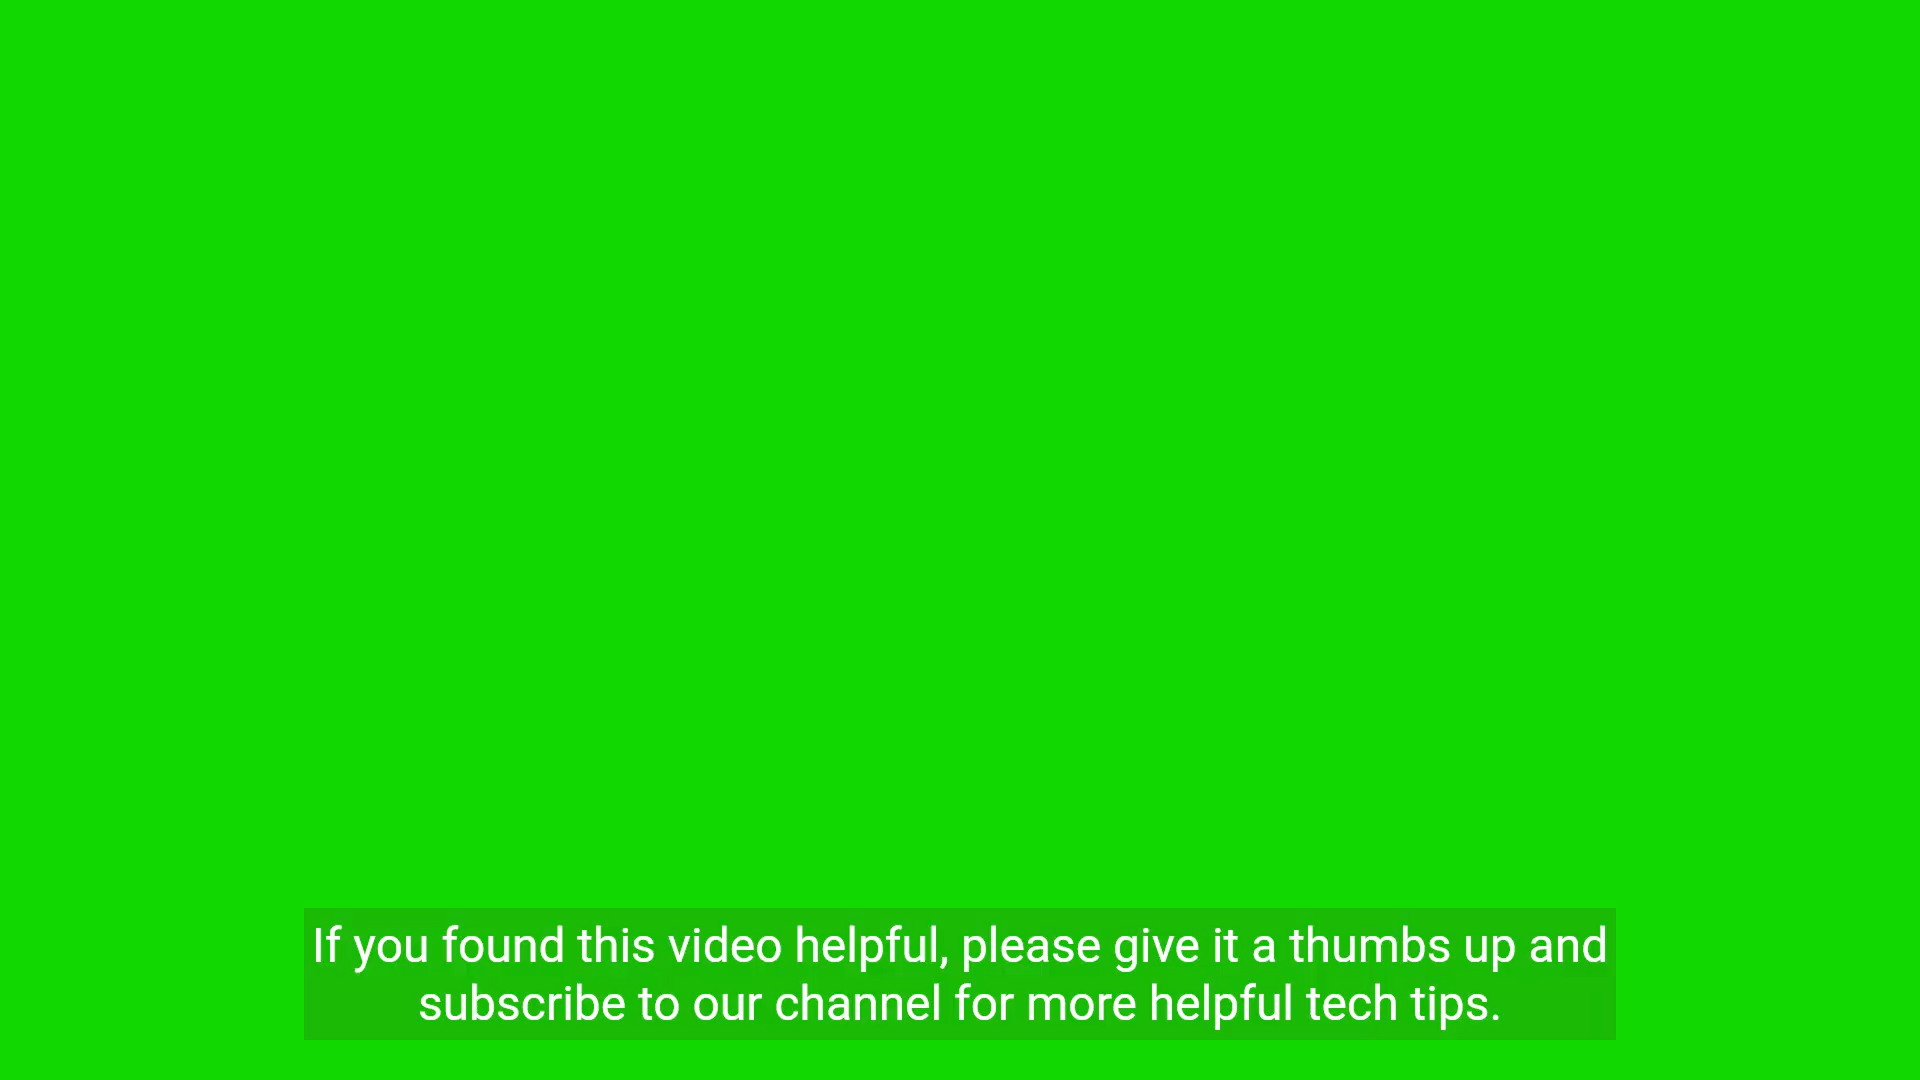 If you found this video helpful, please give it a thumbs up and
subscribe to our channel for more helpful tech tips.